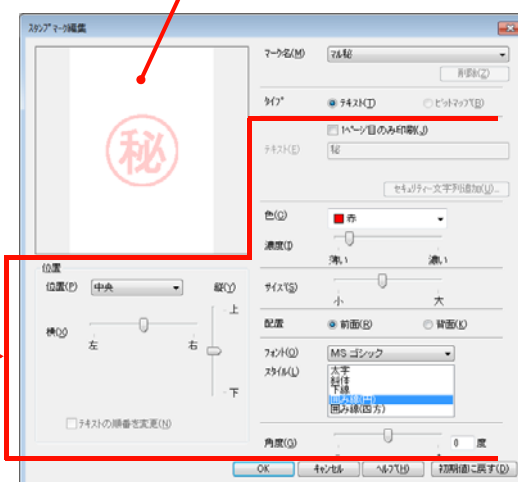 スタンプマーク編集
マーク名(M) マル秘
削除(Z)
タイプ テキスト(T) ビットマップ(B)
1ページ目のみ印刷(J)
テキスト(E) 秘
セキュリティー文字列追加(U)...
秘
色(C) 赤
濃度(I)
薄い 濃い
サイズ(S)
小 大
配置 前面(R) 背面(K)
フォント(O) MS ゴシック
スタイル(L) 太字
斜体
下線
囲み線(円)
囲み線(四方)
角度(G) 0 度
位置
位置(P) 中央 縦(Y)
上
横(X)
左 右
下
テキストの順番を変更(N)
OK キャンセル ヘルプ(H) 初期値に戻す(D)